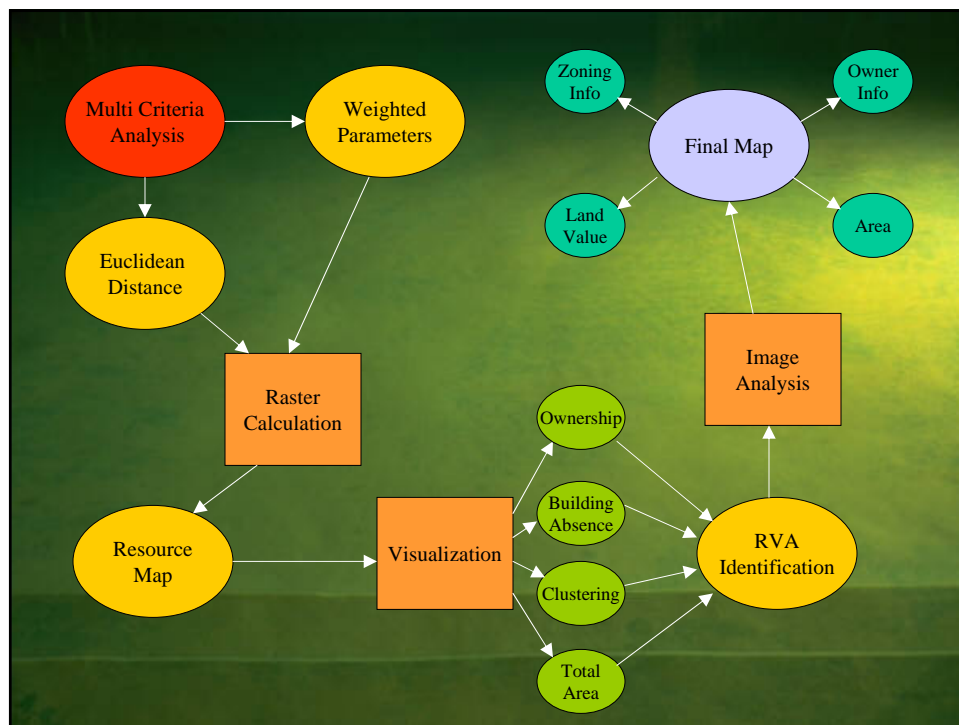 Multi Criteria
Analysis
Weighted
Parameters
Zoning
Info
Owner
Info
Final Map
Land
Value
Area
Euclidean
Distance
Raster
Calculation
Image
Analysis
Ownership
Building
Absence
Clustering
Total
Area
Resource
Map
Visualization
RVA
Identification